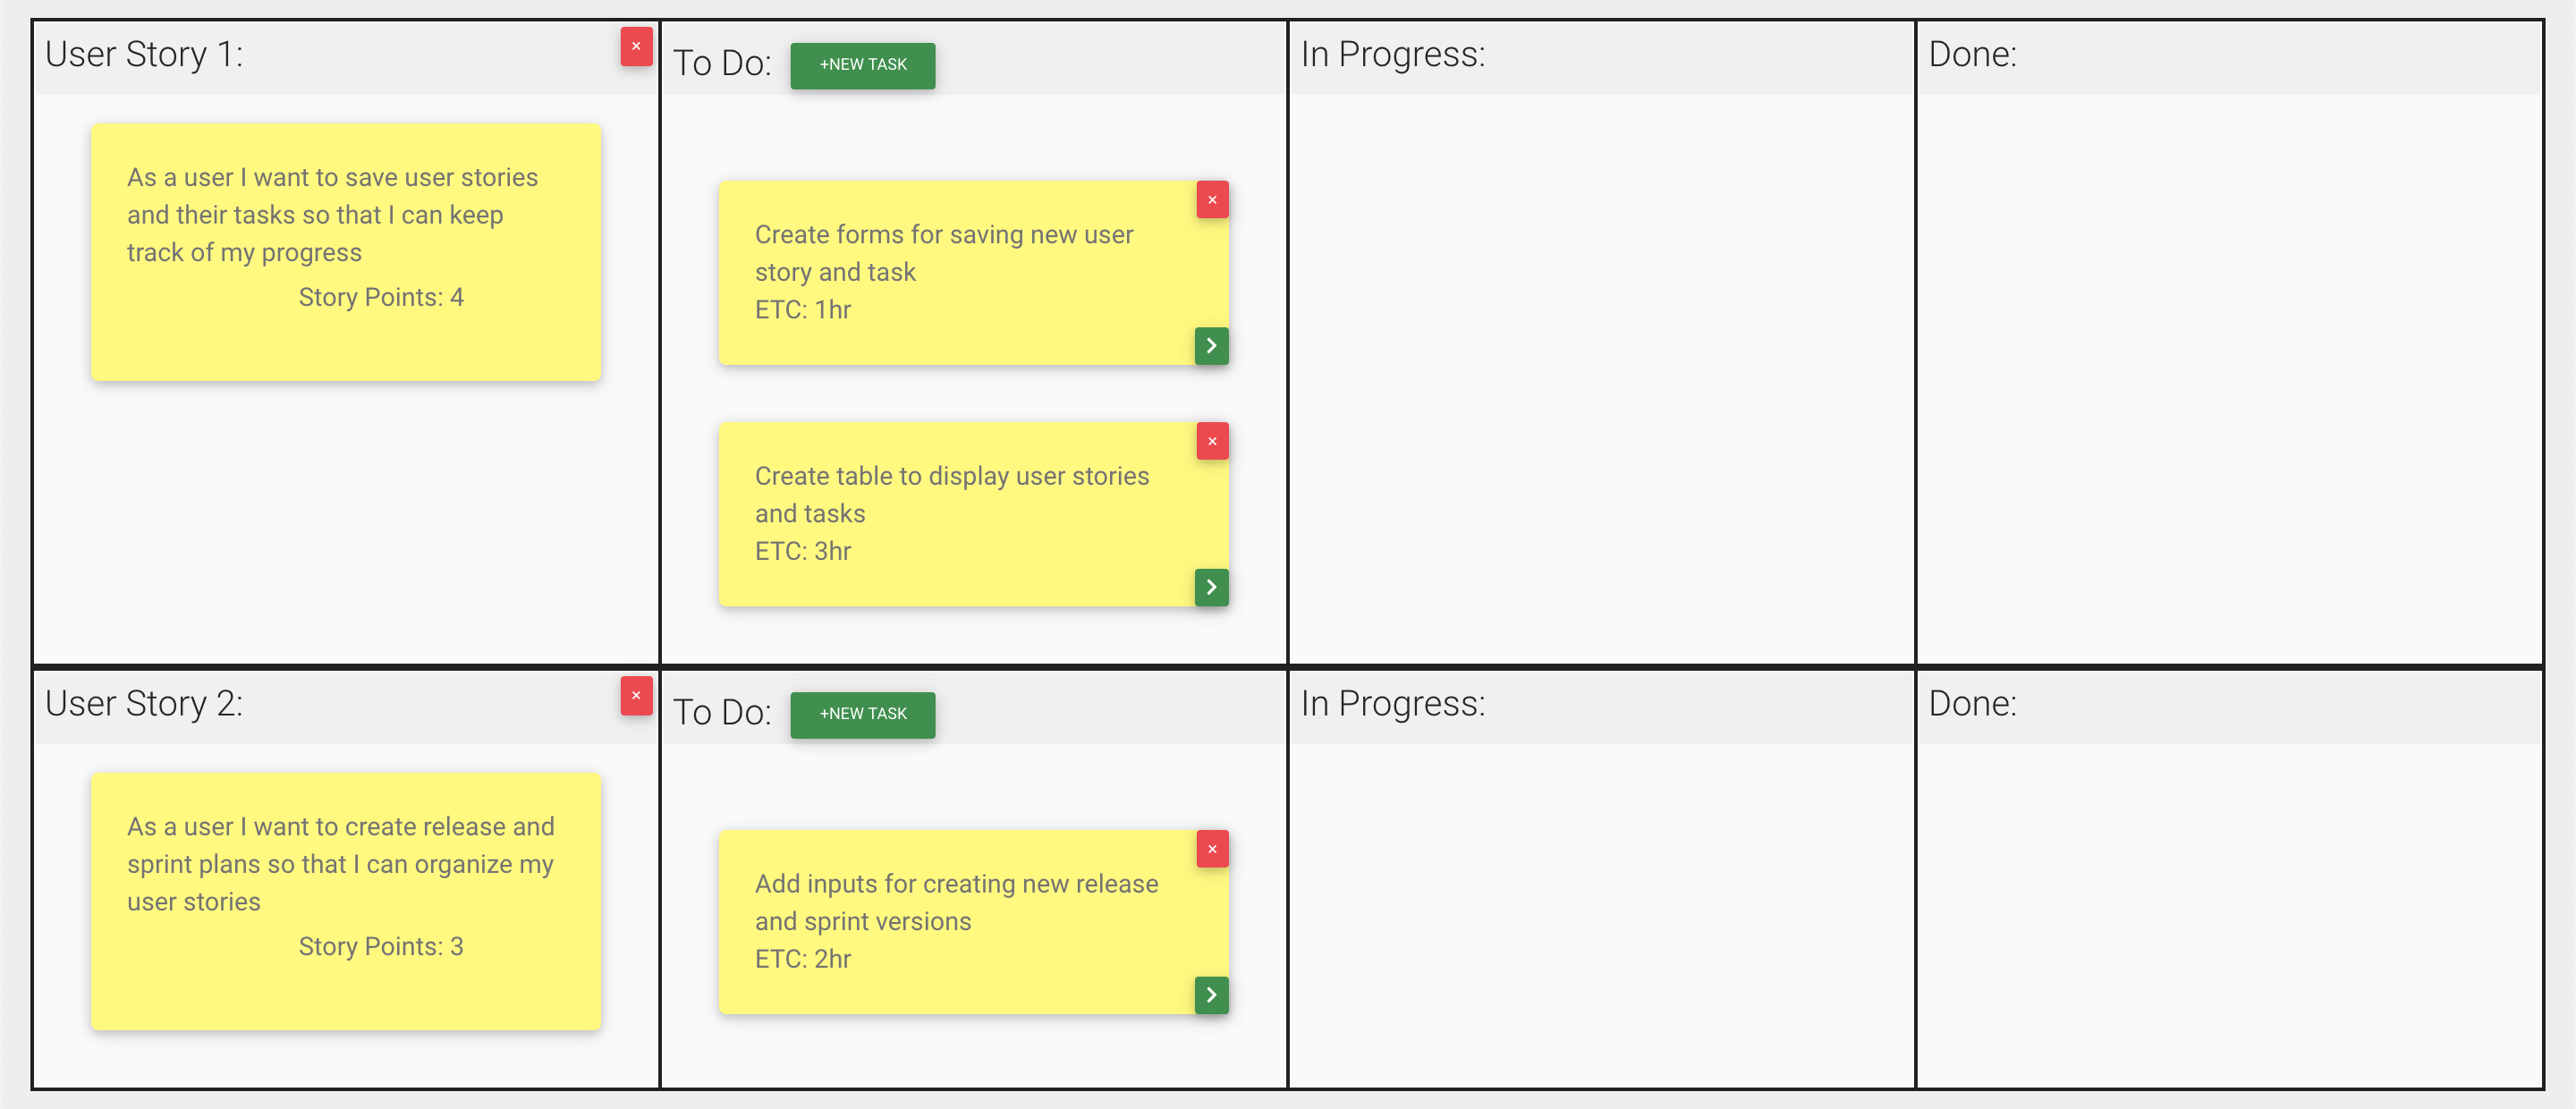 User Story 1:
×
To Do:
+NEW TASK
In Progress:
Done:
As a user I want to save user stories
and their tasks so that I can keep
track of my progress
Story Points: 4
×
Create forms for saving new user
story and task
ETC: 1hr
×
Create table to display user stories
and tasks
ETC: 3hr
User Story 2:
×
To Do:
+NEW TASK
In Progress:
Done:
As a user I want to create release and
sprint plans so that I can organize my
user stories
Story Points: 3
×
Add inputs for creating new release
and sprint versions
ETC: 2hr